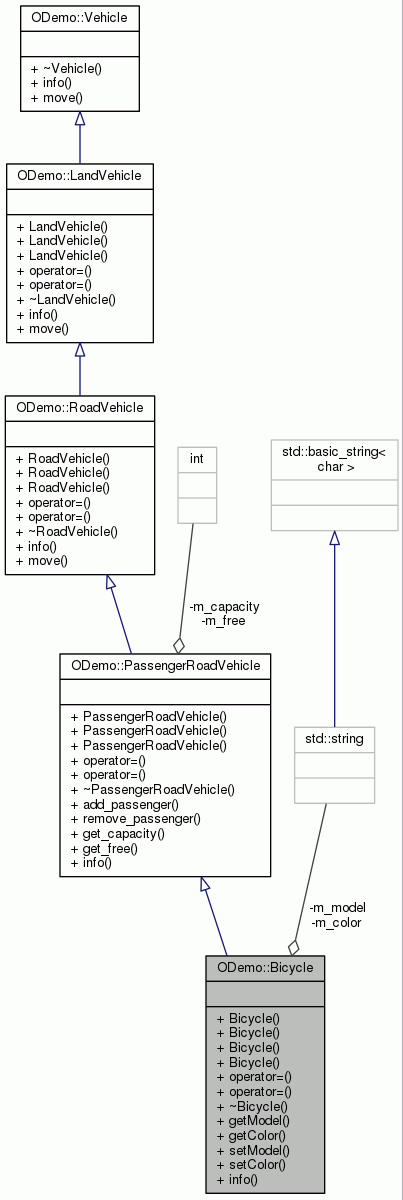 ODemo::Vehicle
+ ~Vehicle()
+ info()
+ move()
ODemo::LandVehicle
+ LandVehicle()
+ LandVehicle()
+ LandVehicle()
+ operator=()
+ operator=()
+ ~LandVehicle()
+ info()
+ move()
ODemo::RoadVehicle
+ RoadVehicle()
+ RoadVehicle()
+ RoadVehicle()
+ operator=()
+ operator=()
+ ~RoadVehicle()
+ info()
+ move()
int
std::basic_string<
char >
-m_capacity
-m_free
ODemo::PassengerRoadVehicle
+ PassengerRoadVehicle()
+ PassengerRoadVehicle()
+ PassengerRoadVehicle()
+ operator=()
+ operator=()
+ ~PassengerRoadVehicle()
+ add_passenger()
+ remove_passenger()
+ get_capacity()
+ get_free()
+ info()
std::string
-m_model
-m_color
ODemo::Bicycle
+ Bicycle()
+ Bicycle()
+ Bicycle()
+ Bicycle()
+ operator=()
+ operator=()
+ ~Bicycle()
+ getModel()
+ getColor()
+ setModel()
+ setColor()
+ info()